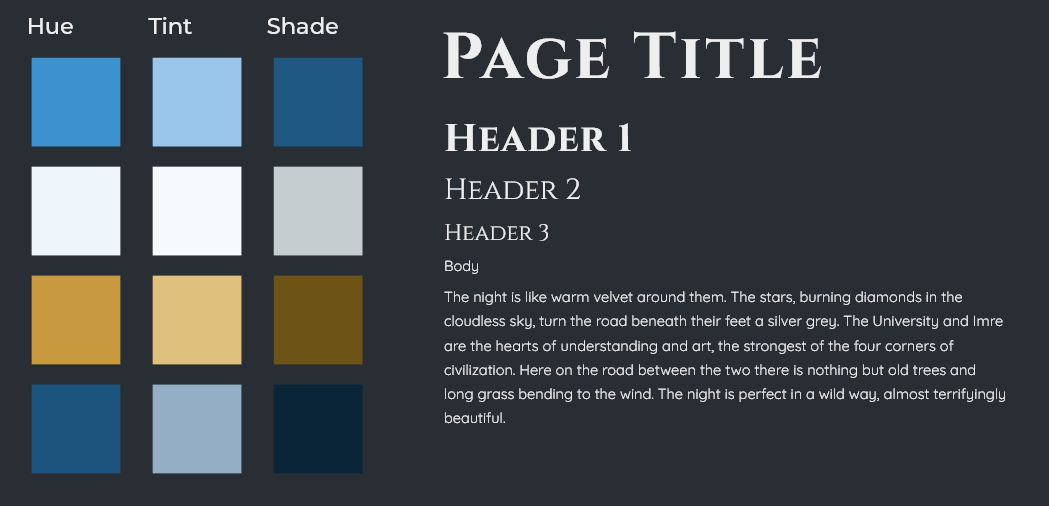 Hue Tint Shade
Page Title
Header 1
Header 2
Header 3
Body
The night is like warm velvet around them. The stars, burning diamonds in the
cloudless sky, turn the road beneath their feet a silver grey. The University and Imre
are the hearts of understanding and art, the strongest of the four corners of
civilization. Here on the road between the two there is nothing but old trees and
long grass bending to the wind. The night is perfect in a wild way, almost terrifyingly
beautiful.